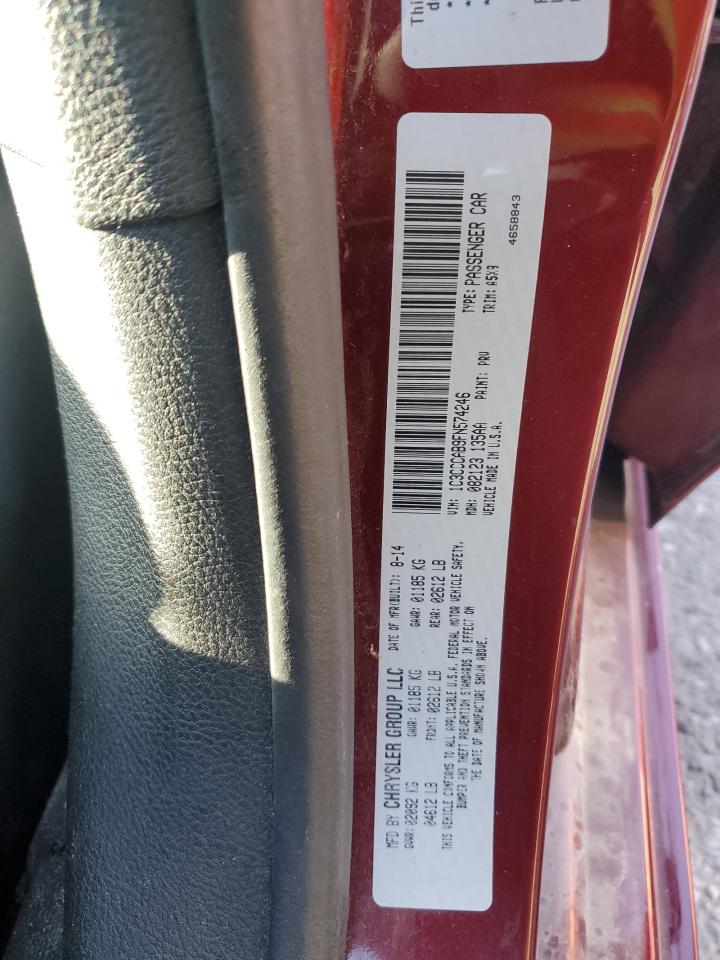 MFD BY CHRYSLER GROUP LLC DATE OF MFR(BUILT): 8-14
GVWR: 02092 KG GAWR: 01185 KG GAWR: 01185 KG
04612 LB FRONT: 02612 LB REAR: 02612 LB
THIS VEHICLE CONFORMS TO ALL APPLICABLE U.S.A. FEDERAL MOTOR VEHICLE SAFETY,
BUMPER AND THEFT PREVENTION STANDARDS IN EFFECT ON
THE DATE OF MANUFACTURE SHOWN ABOVE.
VIN: 1C3CCCAB9FN574246 TYPE: PASSENGER CAR
MDH: 082123 135AA PAINT: PRV TRIM: A5X9
VEHICLE MADE IN U.S.A.
4658843
Thi
d
*
*
*